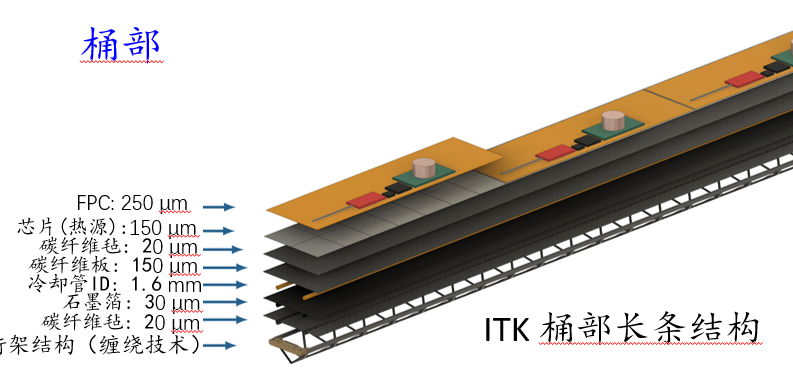 桶部
FPC: 250 μm
芯片(热源):150 μm
碳纤维毡: 20 μm
碳纤维板: 150 μm
冷却管ID: 1.6 mm
石墨箔: 30 μm
碳纤维毡: 20 μm
架结构（缠绕技术）
ITK 桶部长条结构